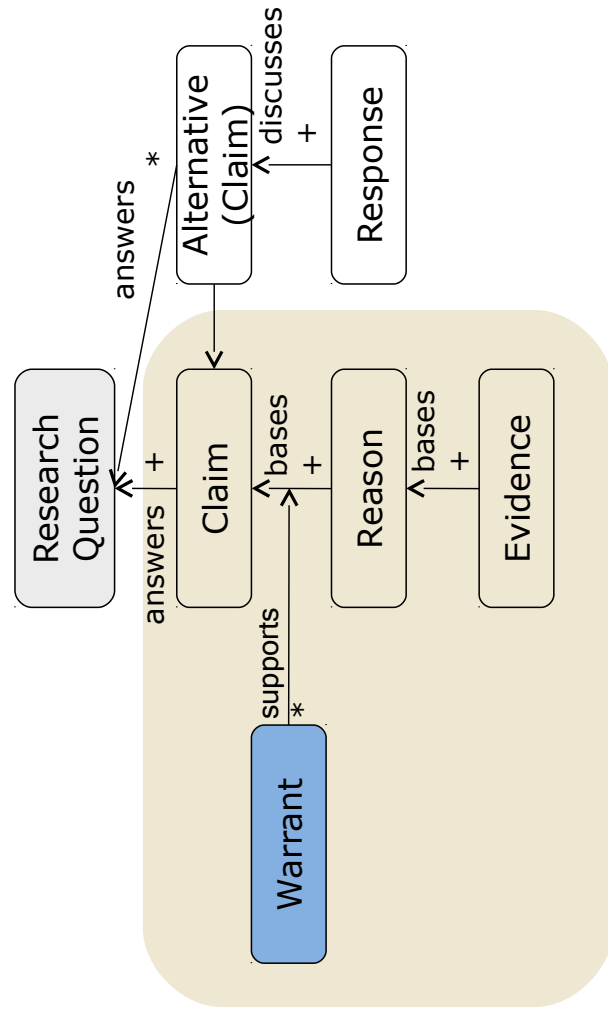 Research
Question
answers
+
answers
*
Claim
Alternative
(Claim)
bases
+
discusses
+
supports
*
Warrant
Reason
Response
bases
+
Evidence